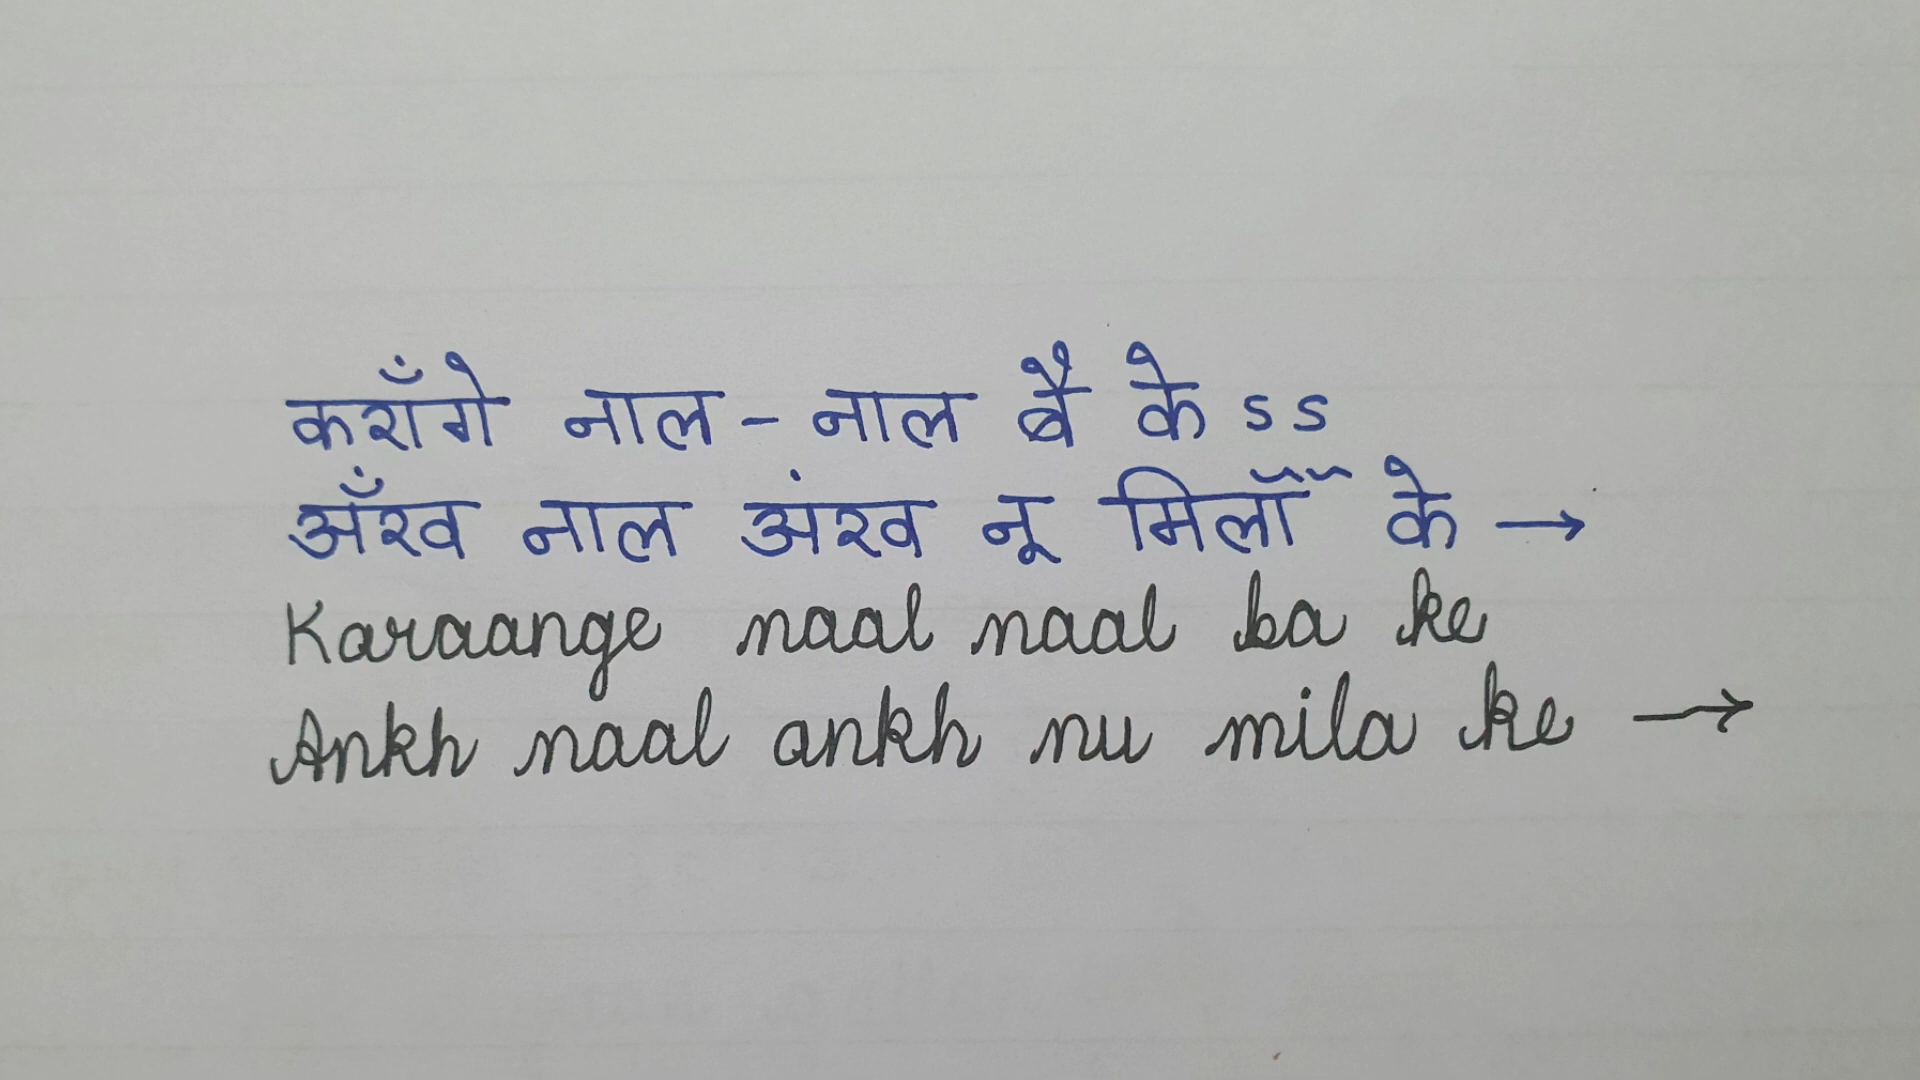 कराँगे नाल - नाल बै के ऽऽ
अँख नाल अंख नू मिलाँ के →
Karaange naal naal ba ke
Ankh naal ankh nu mila ke →